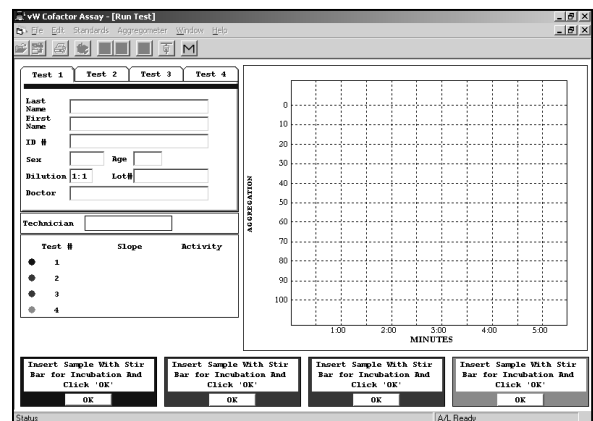 vW Cofactor Assay - [Run Test]
File Edit Standards Aggregometer Window Help
M
Test 1 Test 2 Test 3 Test 4
Last Name
First Name
ID #
Sex Age
Dilution 1:1 Lot#
Doctor
Technician
Test # Slope Activity
1
2
3
4
AGGREGATION
0
10
20
30
40
50
60
70
80
90
100
1:00 2:00 3:00 4:00 5:00
MINUTES
Insert Sample With Stir
Bar for Incubation And
Click 'OK'
OK
Insert Sample With Stir
Bar for Incubation And
Click 'OK'
OK
Insert Sample With Stir
Bar for Incubation And
Click 'OK'
OK
Insert Sample With Stir
Bar for Incubation And
Click 'OK'
OK
Status A/L Ready